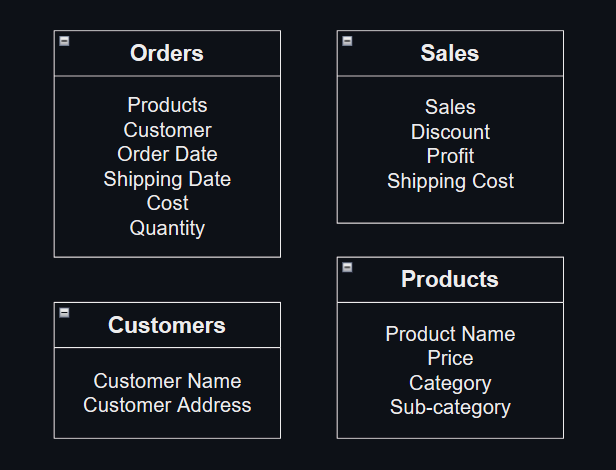 Orders
Products
Customer
Order Date
Shipping Date
Cost
Quantity
Sales
Sales
Discount
Profit
Shipping Cost
Customers
Customer Name
Customer Address
Products
Product Name
Price
Category
Sub-category